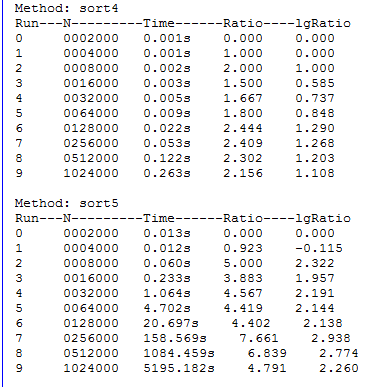 Method: sort4
Run---N---------Time------Ratio----lgRatio
0 0002000 0.001s 0.000 0.000
1 0004000 0.001s 1.000 0.000
2 0008000 0.002s 2.000 1.000
3 0016000 0.003s 1.500 0.585
4 0032000 0.005s 1.667 0.737
5 0064000 0.009s 1.800 0.848
6 0128000 0.022s 2.444 1.290
7 0256000 0.053s 2.409 1.268
8 0512000 0.122s 2.302 1.203
9 1024000 0.263s 2.156 1.108
Method: sort5
Run---N---------Time------Ratio----lgRatio
0 0002000 0.013s 0.000 0.000
1 0004000 0.012s 0.923 -0.115
2 0008000 0.060s 5.000 2.322
3 0016000 0.233s 3.883 1.957
4 0032000 1.064s 4.567 2.191
5 0064000 4.702s 4.419 2.144
6 0128000 20.697s 4.402 2.138
7 0256000 158.569s 7.661 2.938
8 0512000 1084.459s 6.839 2.774
9 1024000 5195.182s 4.791 2.260